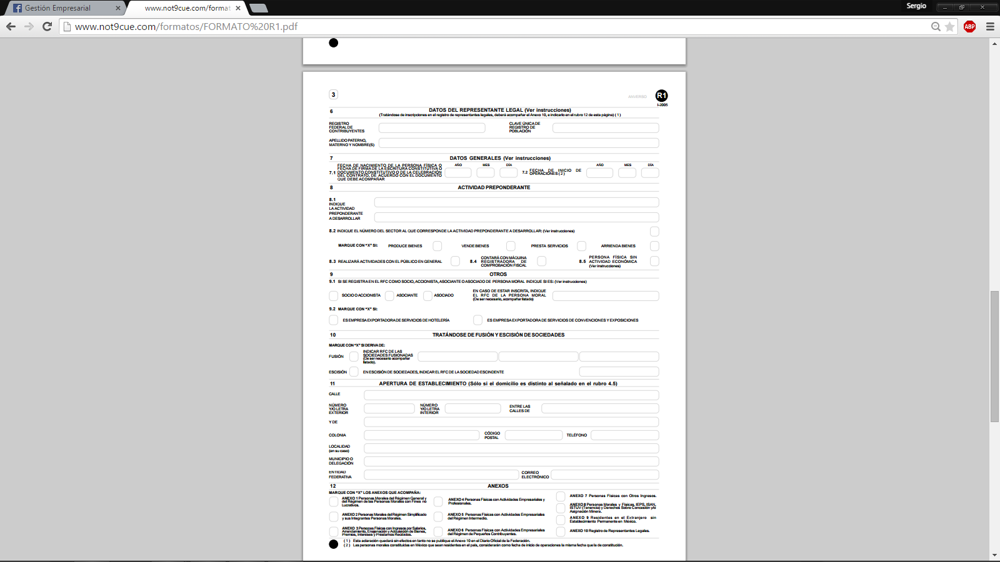 Gestión Empresarial
www.not9cue.com/format
Sergio
www.not9cue.com/formatos/FORMATO%20R1.pdf
ABP
3
ANVERSO
R1
I-2005
6 DATOS DEL REPRESENTANTE LEGAL (Ver instrucciones)
(Tratándose de inscripciones en el registro de representantes legales, deberá acompañar el Anexo 10, e indicarlo en el rubro 12 de esta página) ( 1 )
REGISTRO
FEDERAL DE
CONTRIBUYENTES
CLAVE ÚNICA DE
REGISTRO DE
POBLACIÓN
APELLIDO PATERNO,
MATERNO Y NOMBRE(S)
7 DATOS GENERALES (Ver instrucciones)
7.1 FECHA DE NACIMIENTO DE LA PERSONA FÍSICA O
FECHA DE FIRMA DE LA ESCRITURA CONSTITUTIVA O
DOCUMENTO CONSTITUTIVO O DE LA CELEBRACIÓN
DEL CONTRATO, DE ACUERDO CON EL DOCUMENTO
QUE DEBE ACOMPAÑAR
AÑO MES DÍA
7.2 FECHA DE INICIO DE
OPERACIONES ( 2 )
AÑO MES DÍA
8 ACTIVIDAD PREPONDERANTE
8.1
INDIQUE
LA ACTIVIDAD
PREPONDERANTE
A DESARROLLAR
8.2 INDIQUE EL NÚMERO DEL SECTOR AL QUE CORRESPONDE LA ACTIVIDAD PREPONDERANTE A DESARROLLAR: (Ver instrucciones)
MARQUE CON “X” SI: PRODUCE BIENES VENDE BIENES PRESTA SERVICIOS ARRIENDA BIENES
8.3 REALIZARÁ ACTIVIDADES CON EL PÚBLICO EN GENERAL
8.4 CONTARÁ CON MÁQUINA
REGISTRADORA DE
COMPROBACIÓN FISCAL
8.5 PERSONA FÍSICA SIN
ACTIVIDAD ECONÓMICA
(Ver instrucciones)
9 OTROS
9.1 SI SE REGISTRA EN EL RFC COMO SOCIO, ACCIONISTA, ASOCIANTE O ASOCIADO DE PERSONA MORAL INDIQUE SI ES: (Ver instrucciones)
SOCIO O ACCIONISTA ASOCIANTE ASOCIADO
EN CASO DE ESTAR INSCRITA, INDIQUE
EL RFC DE LA PERSONA MORAL
(De ser necesario, acompañar listado)
9.2 MARQUE CON “X” SI:
ES EMPRESA EXPORTADORA DE SERVICIOS DE HOTELERÍA ES EMPRESA EXPORTADORA DE SERVICIOS DE CONVENCIONES Y EXPOSICIONES
10 TRATÁNDOSE DE FUSIÓN Y ESCISIÓN DE SOCIEDADES
MARQUE CON “X” SI DERIVA DE:
FUSIÓN
INDICAR RFC DE LAS
SOCIEDADES FUSIONADAS
(De ser necesario acompañar
listado).
ESCISIÓN EN ESCISIÓN DE SOCIEDADES, INDICAR EL RFC DE LA SOCIEDAD ESCINDENTE
11 APERTURA DE ESTABLECIMIENTO (Sólo si el domicilio es distinto al señalado en el rubro 4.5)
CALLE
NÚMERO
Y/O LETRA
EXTERIOR
NÚMERO
Y/O LETRA
INTERIOR
ENTRE LAS
CALLES DE
Y DE
COLONIA
CÓDIGO
POSTAL
TELÉFONO
LOCALIDAD
(en su caso)
MUNICIPIO O
DELEGACIÓN
ENTIDAD
FEDERATIVA
CORREO
ELECTRÓNICO
12 ANEXOS
MARQUE CON “X” LOS ANEXOS QUE ACOMPAÑA:
ANEXO 1 Personas Morales del Régimen General y
del Régimen de las Personas Morales con Fines no
Lucrativos.
ANEXO 2 Personas Morales del Régimen Simplificado
y sus Integrantes Personas Morales.
ANEXO 3 Personas Físicas con Ingresos por Salarios,
Arrendamiento, Enajenación y Adquisición de Bienes,
Premios, Intereses y Préstamos Recibidos.
ANEXO 4 Personas Físicas con Actividades Empresariales y
Profesionales.
ANEXO 5 Personas Físicas con Actividades Empresariales
del Régimen Intermedio.
ANEXO 6 Personas Físicas con Actividades Empresariales
del Régimen de Pequeños Contribuyentes.
ANEXO 7 Personas Físicas con Otros Ingresos.
ANEXO 8 Personas Morales y Físicas, IEPS, ISAN,
ISTUV (Tenencia) y Derechos Sobre Concesión y/o
Asignación Minera.
ANEXO 9 Residentes en el Extranjero sin
Establecimiento Permanente en México.
ANEXO 10 Registro de Representantes Legales.
( 1 ) Esta aclaración quedará sin efectos en tanto no se publique el Anexo 10 en el Diario Oficial de la Federación.
( 2 ) Las personas morales constituidas en México que sean residentes en el país, considerarán como fecha de inicio de operaciones la misma fecha que la de constitución.